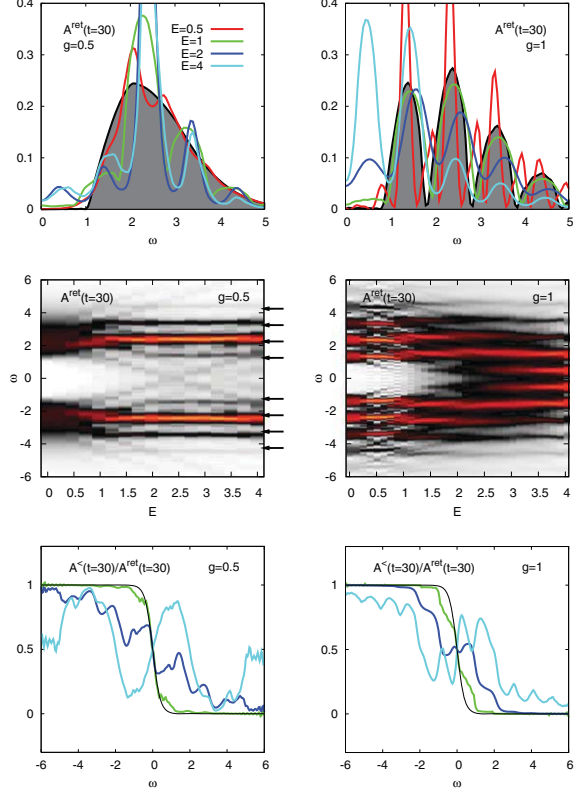 A^ret(t=30)
g=0.5
E=0.5
E=1
E=2
E=4
0.4
0.3
0.2
0.1
0
0 1 2 3 4 5
ω
A^ret(t=30)
g=1
0.4
0.3
0.2
0.1
0
0 1 2 3 4 5
ω
A^ret(t=30) g=0.5
6
4
2
0
-2
-4
-6
ω
0 0.5 1 1.5 2 2.5 3 3.5 4
E
A^ret(t=30) g=1
6
4
2
0
-2
-4
-6
ω
0 0.5 1 1.5 2 2.5 3 3.5 4
E
A^<(t=30)/A^ret(t=30) g=0.5
1
0.5
0
-6 -4 -2 0 2 4 6
ω
A^<(t=30)/A^ret(t=30) g=1
1
0.5
0
-6 -4 -2 0 2 4 6
ω